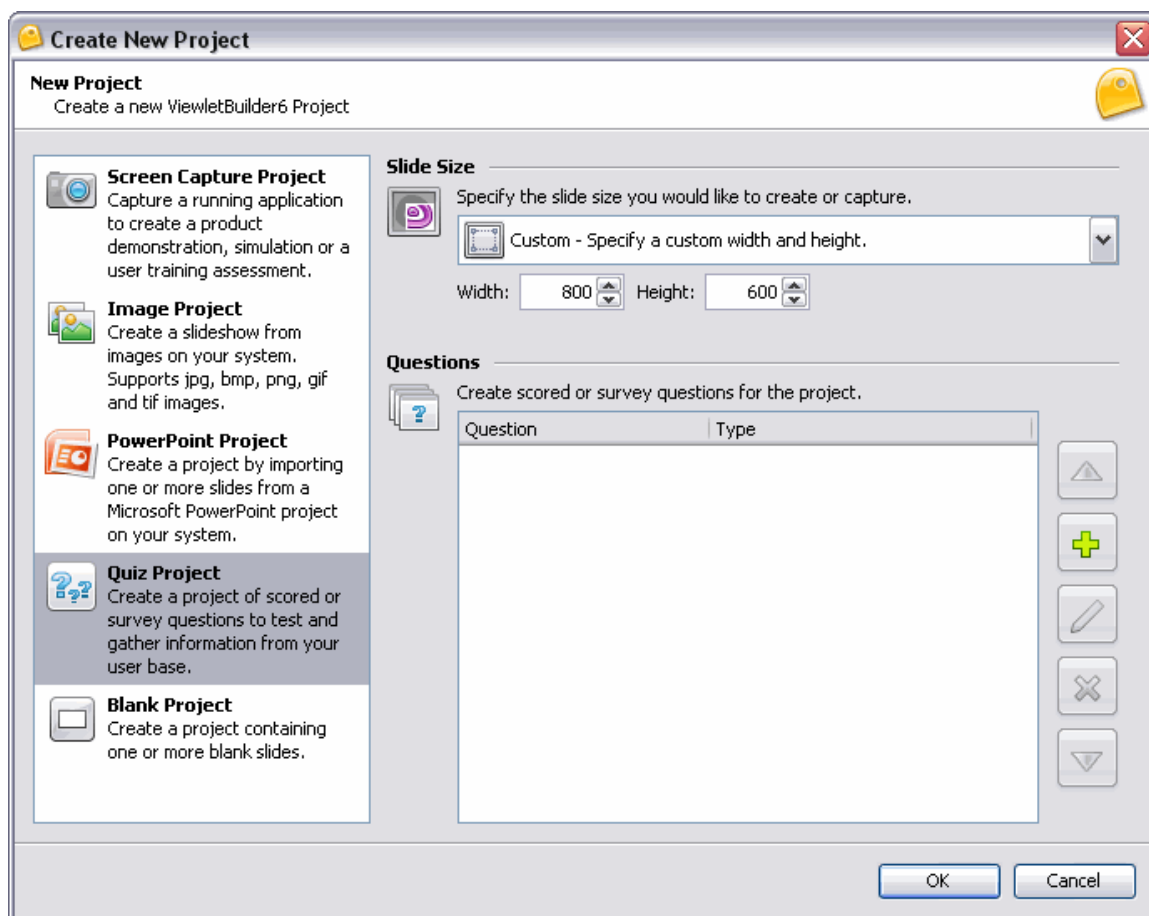 Create New Project
New Project
Create a new ViewletBuilder6 Project
Screen Capture Project
Capture a running application
to create a product
demonstration, simulation or a
user training assessment.
Image Project
Create a slideshow from
images on your system.
Supports jpg, bmp, png, gif
and tif images.
PowerPoint Project
Create a project by importing
one or more slides from a
Microsoft PowerPoint project
on your system.
Quiz Project
Create a project of scored or
survey questions to test and
gather information from your
user base.
Blank Project
Create a project containing
one or more blank slides.
Slide Size
Specify the slide size you would like to create or capture.
Custom - Specify a custom width and height.
Width: 800 Height: 600
Questions
Create scored or survey questions for the project.
Question Type
OK Cancel